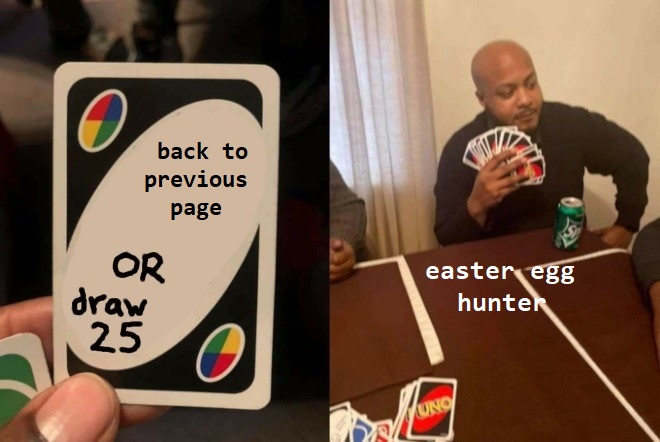 back to
previous
page
OR
draw
25
easter egg
hunter
UNO